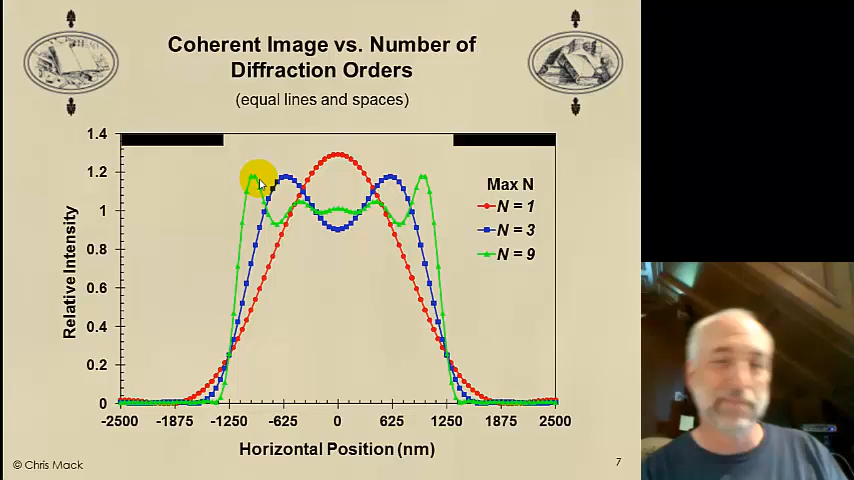 Coherent Image vs. Number of
Diffraction Orders
(equal lines and spaces)
1.4
1.2
1
0.8
0.6
0.4
0.2
0
Relative Intensity
Max N
N = 1
N = 3
N = 9
-2500 -1875 -1250 -625 0 625 1250 1875 2500
Horizontal Position (nm)
© Chris Mack
7